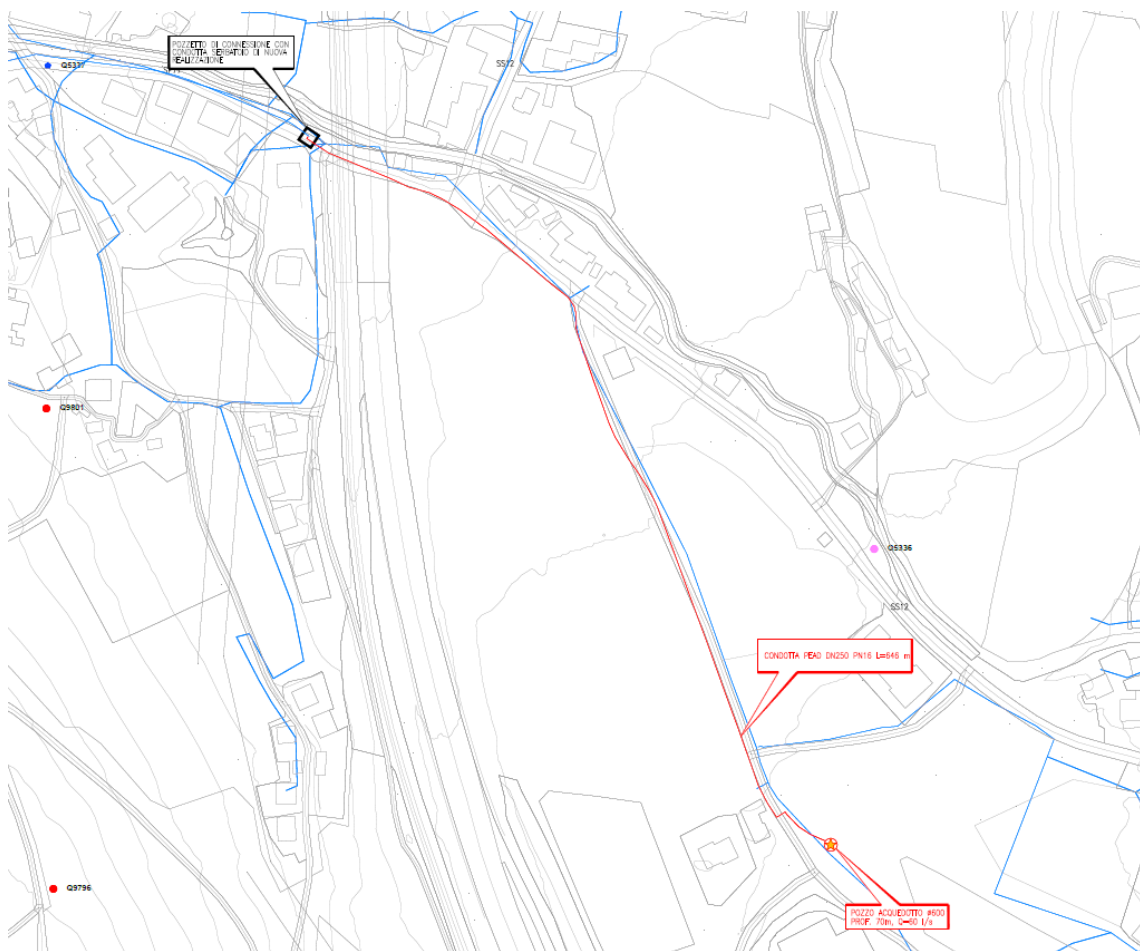 POZZETTO DI CONNESSIONE CON
CONDOTTA SERBATOIO DI NUOVA
REALIZZAZIONE
Q5337
SS12
Q9801
Q5336
SS12
CONDOTTA PEAD DN250 PN16 L=646 m
Q9796
POZZO ACQUEDOTTO ø600
PROF. 70m, Q=60 l/s